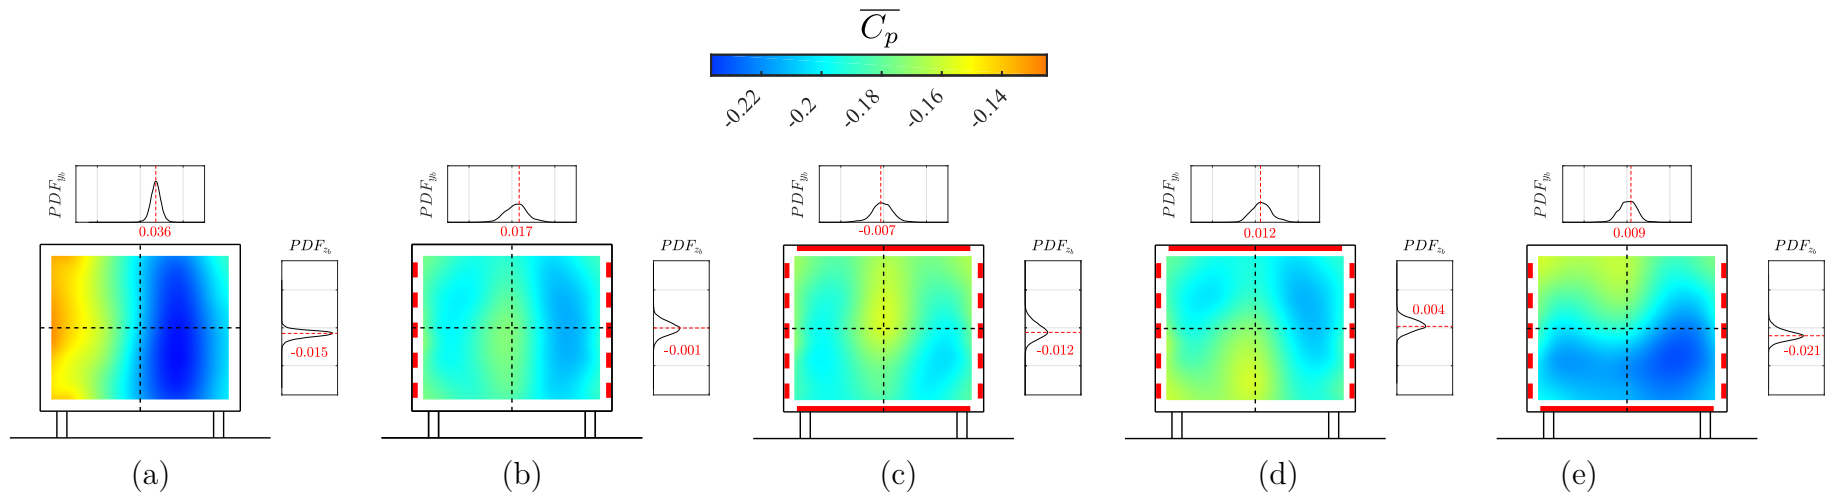 $\overline{C_p}$
-0.22 -0.2 -0.18 -0.16 -0.14
PDF_{y_b} PDF_{y_b} PDF_{y_b} PDF_{y_b} PDF_{y_b}
0.036 0.017 -0.007 0.012 0.009
PDF_{z_b} PDF_{z_b} PDF_{z_b} PDF_{z_b} PDF_{z_b}
-0.015 -0.001 -0.012 0.004 -0.021
(a) (b) (c) (d) (e)